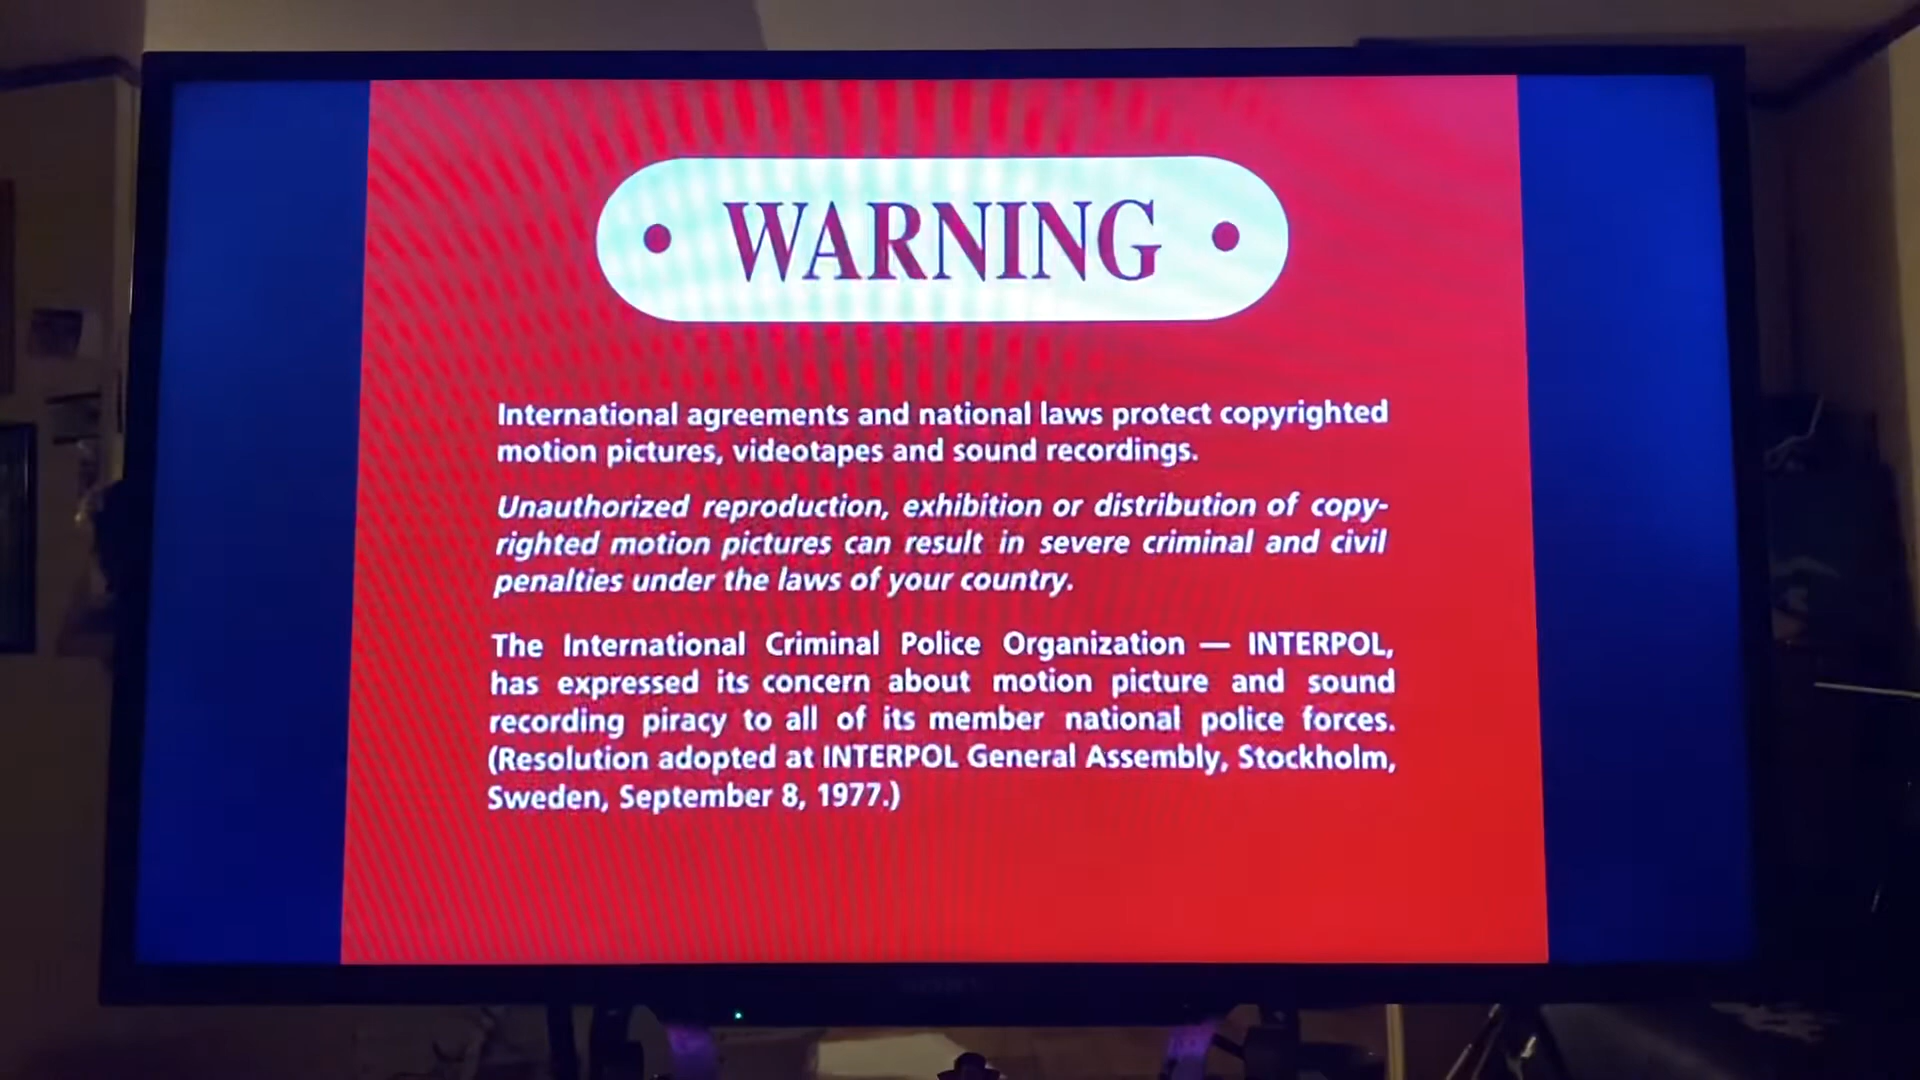 • WARNING •
International agreements and national laws protect copyrighted
motion pictures, videotapes and sound recordings.
Unauthorized reproduction, exhibition or distribution of copy-
righted motion pictures can result in severe criminal and civil
penalties under the laws of your country.
The International Criminal Police Organization — INTERPOL,
has expressed its concern about motion picture and sound
recording piracy to all of its member national police forces.
(Resolution adopted at INTERPOL General Assembly, Stockholm,
Sweden, September 8, 1977.)